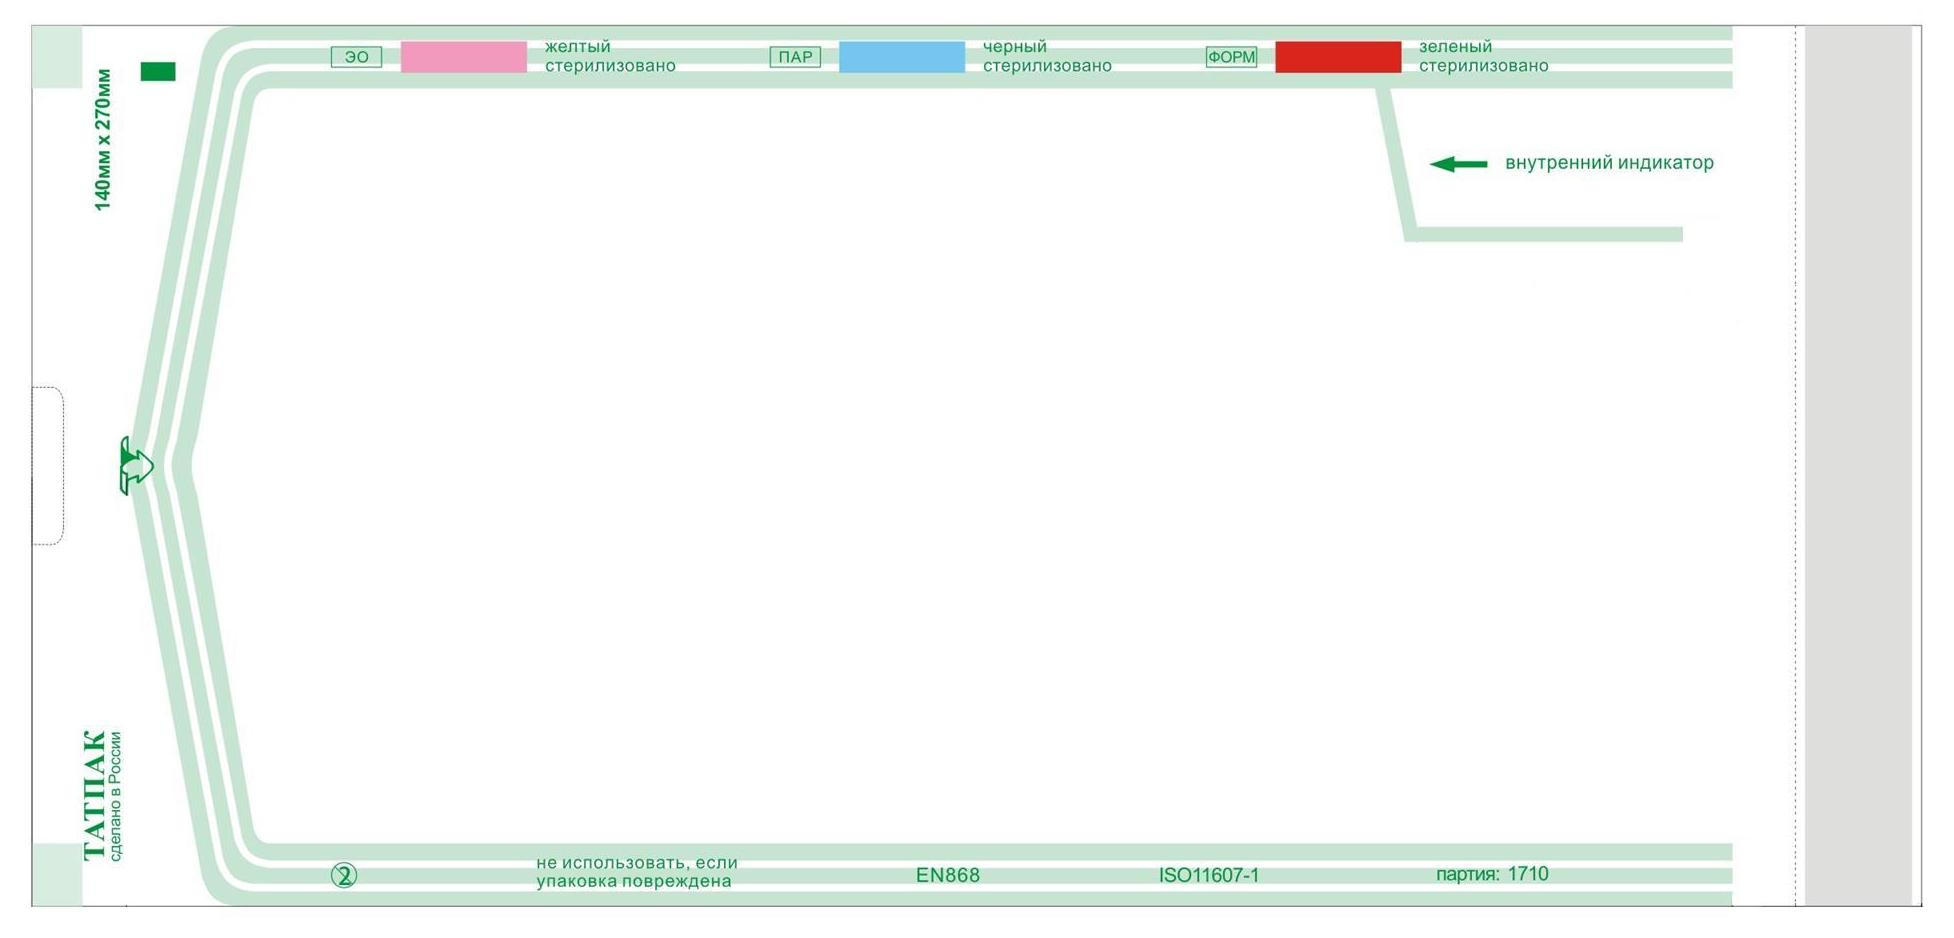 ЭО
желтый
стерилизовано
ПАР
черный
стерилизовано
ФОРМ
зеленый
стерилизовано
140мм х 270мм
внутренний индикатор
ТАТПАК
сделано в России
2
не использовать, если
упаковка повреждена
EN868
ISO11607-1
партия: 1710